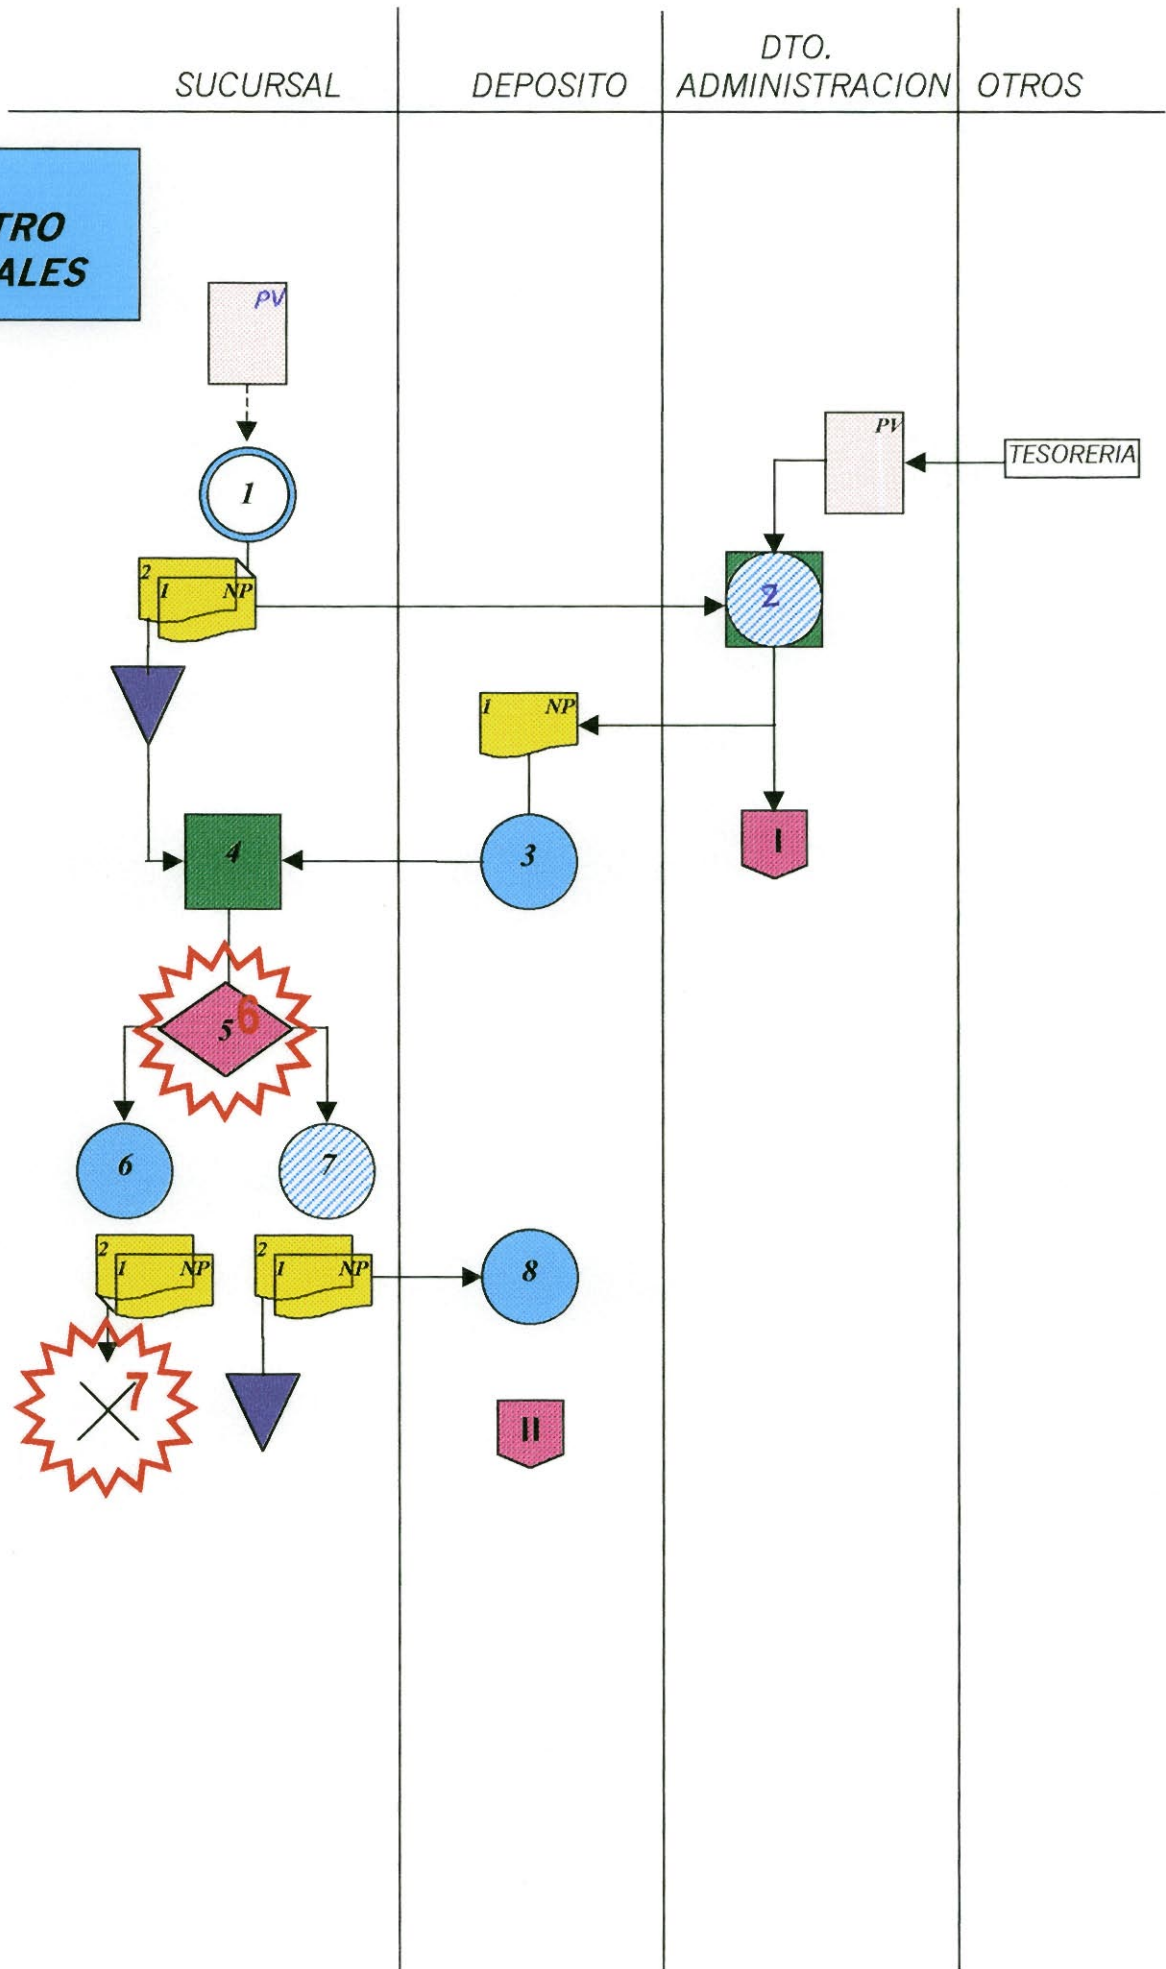 SUCURSAL
DEPOSITO
DTO.
ADMINISTRACION
OTROS
TRO
ALES
PV
PV
TESORERIA
1
2
1 NP
2
1 NP
3
4
I
5 6
6
7
2
1 NP
2
1 NP
8
7
II